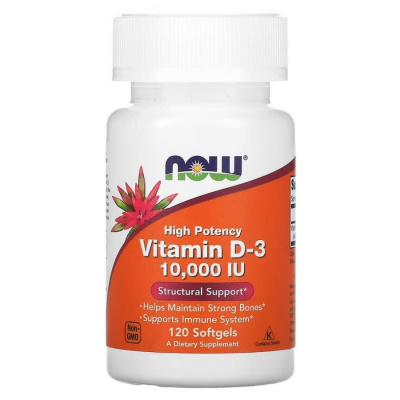 now
High Potency
Vitamin D-3
10,000 IU
Structural Support*
• Helps Maintain Strong Bones*
• Supports Immune System*
120 Softgels
A Dietary Supplement
Non-
GMO
K